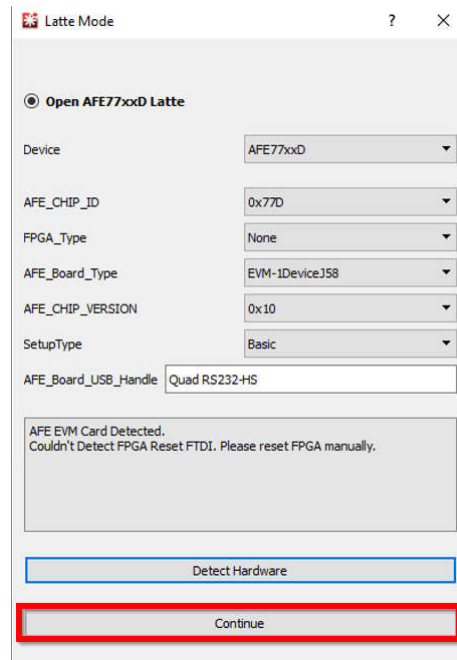 Latte Mode ? ×
Open AFE77xxD Latte
Device AFE77xxD
AFE_CHIP_ID 0x77D
FPGA_Type None
AFE_Board_Type EVM-1DeviceJ58
AFE_CHIP_VERSION 0x10
SetupType Basic
AFE_Board_USB_Handle Quad RS232-HS
AFE EVM Card Detected.
Couldn't Detect FPGA Reset FTDI. Please reset FPGA manually.
Detect Hardware
Continue